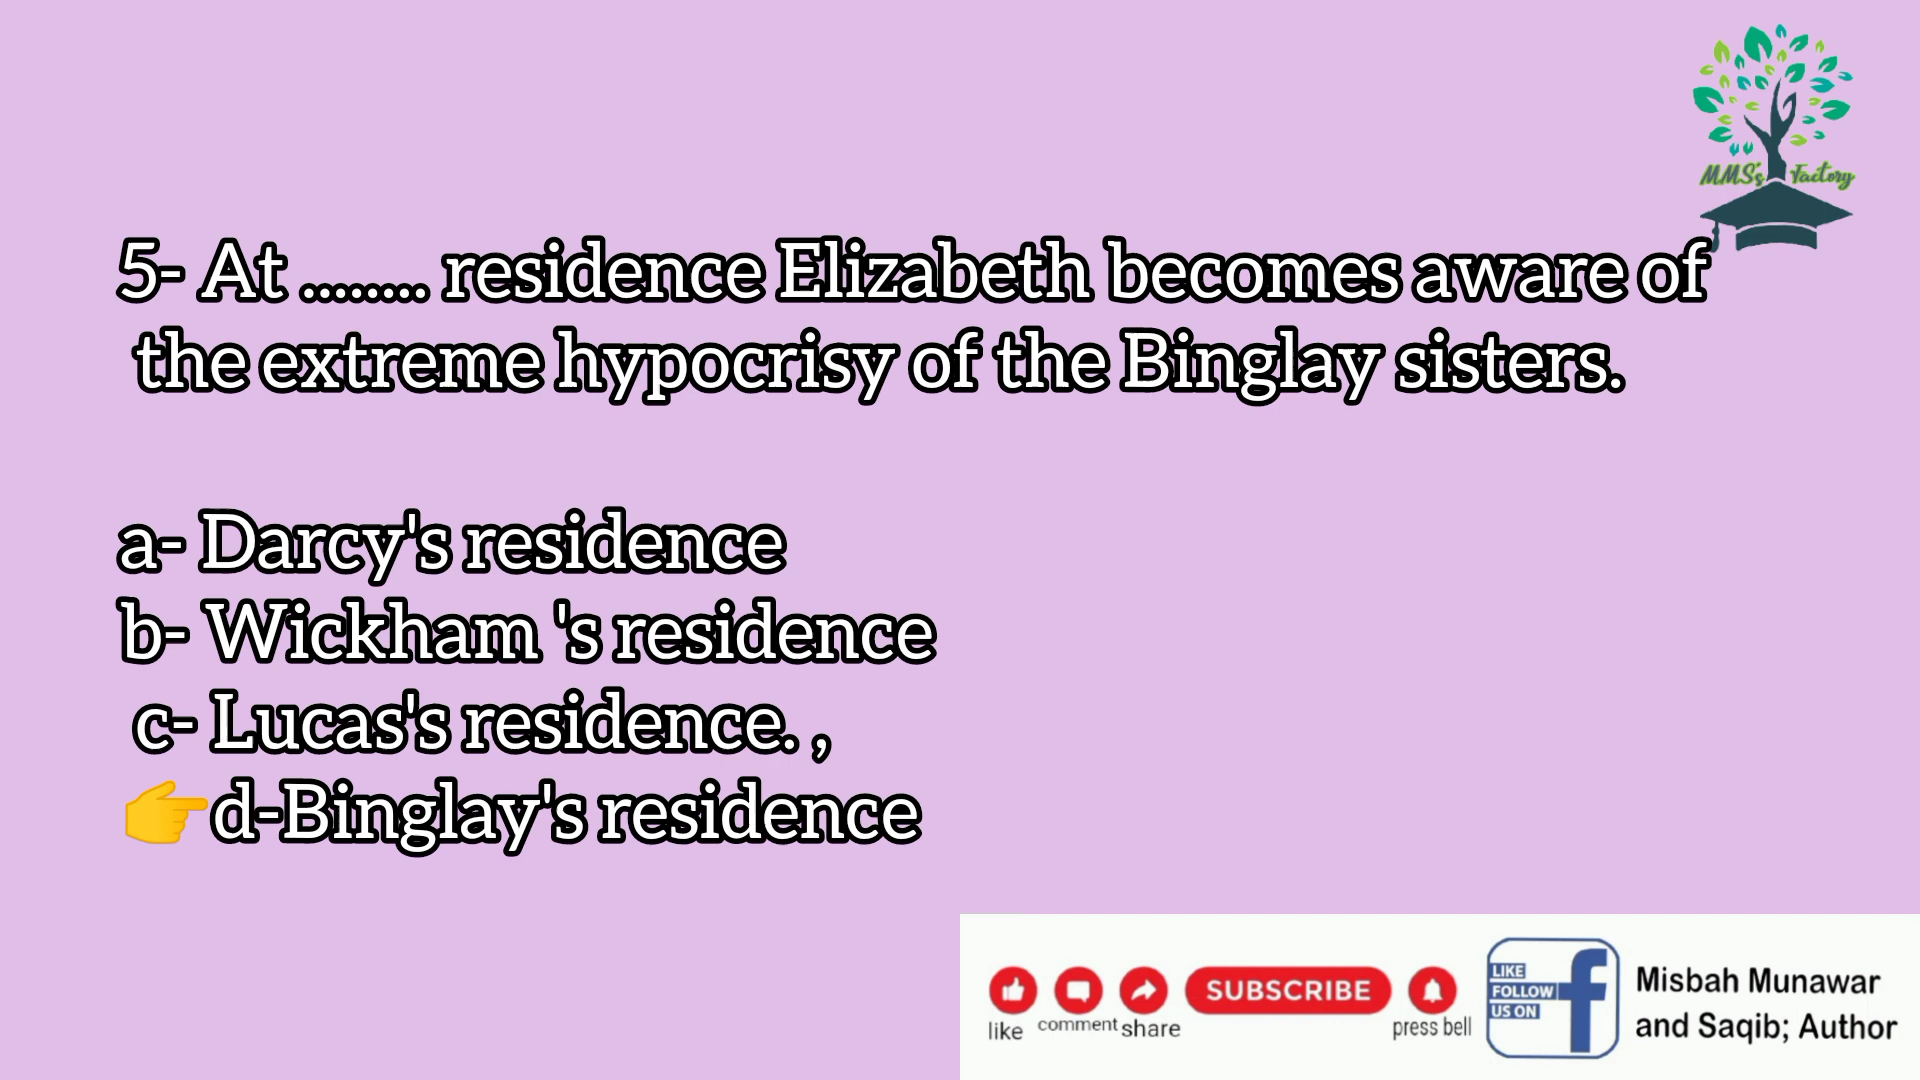 MMS's Factory
5- At ........ residence Elizabeth becomes aware of
the extreme hypocrisy of the Binglay sisters.
a- Darcy's residence
b- Wickham 's residence
c- Lucas's residence. ,
👉d-Binglay's residence
like
comment
share
SUBSCRIBE
press bell
LIKE
FOLLOW
US ON
f
Misbah Munawar
and Saqib; Author